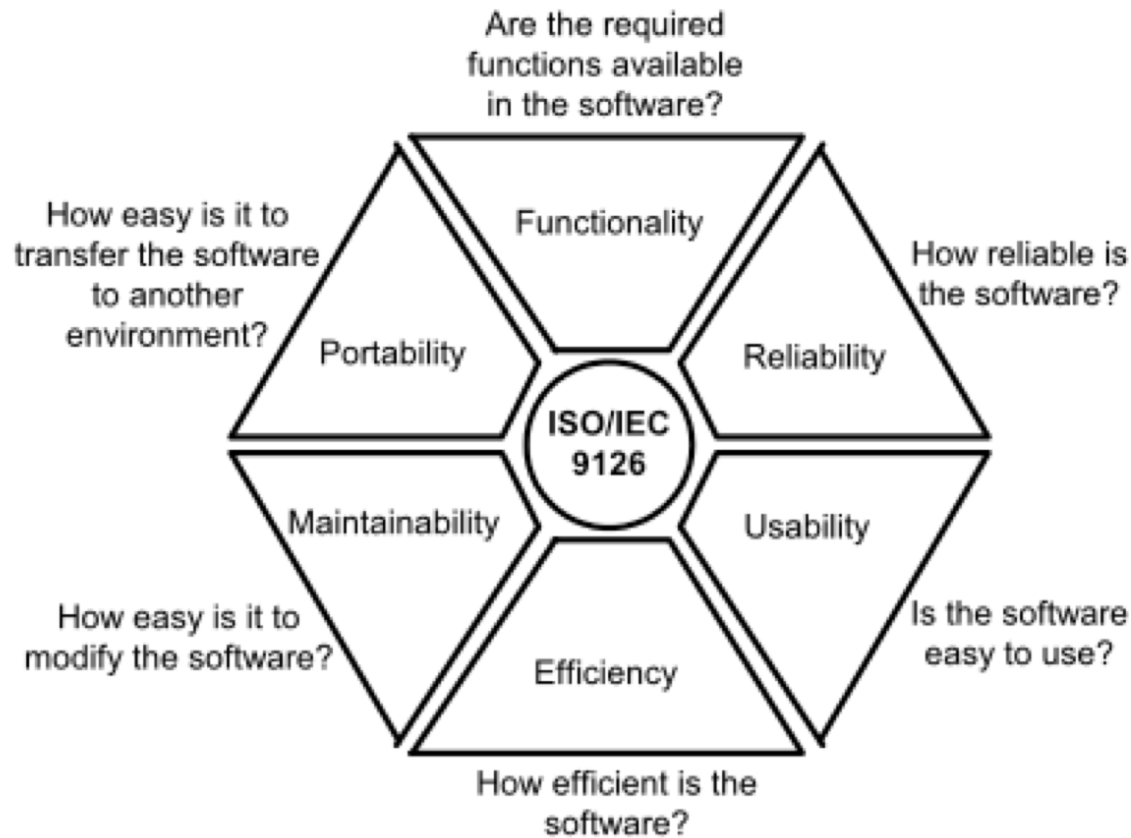 Are the required
functions available
in the software?
Functionality
How easy is it to
transfer the software
to another
environment?
Portability
How reliable is
the software?
Reliability
ISO/IEC
9126
Maintainability
How easy is it to
modify the software?
Usability
Is the software
easy to use?
Efficiency
How efficient is the
software?